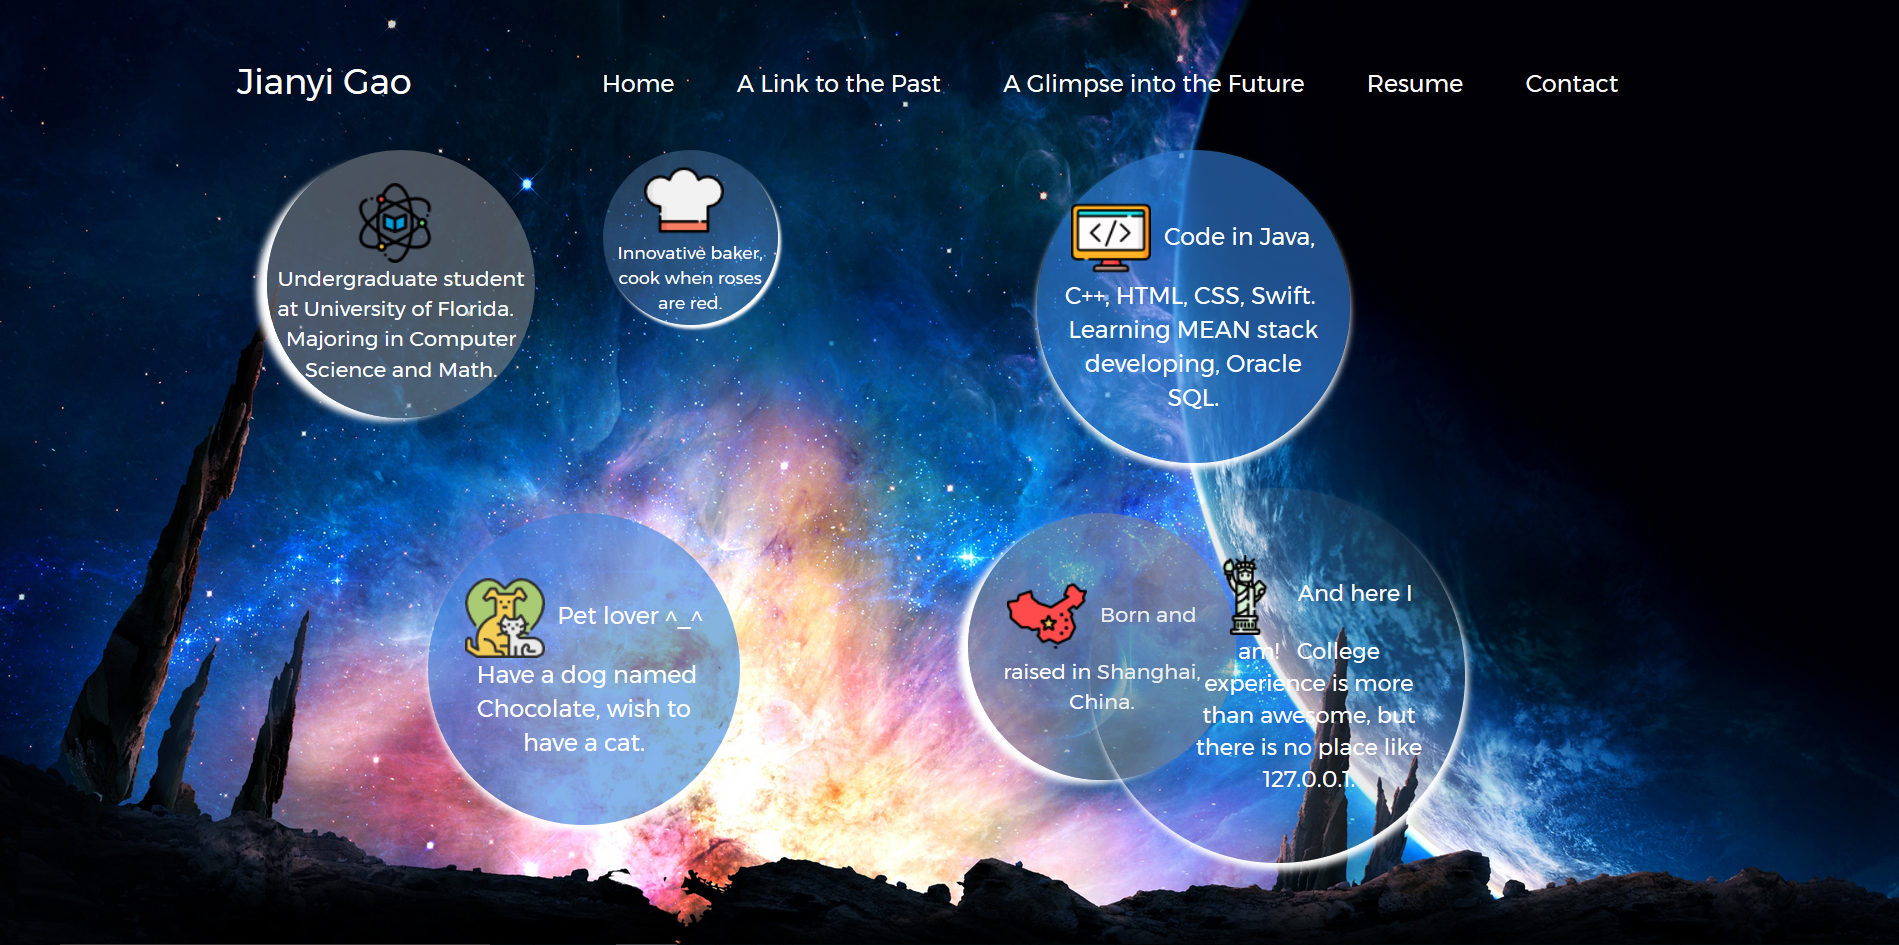 Jianyi Gao
Home
A Link to the Past
A Glimpse into the Future
Resume
Contact
Undergraduate student
at University of Florida.
Majoring in Computer
Science and Math.
Innovative baker,
cook when roses
are red.
</>
Code in Java,
C++, HTML, CSS, Swift.
Learning MEAN stack
developing, Oracle
SQL.
Pet lover ^_^
Have a dog named
Chocolate, wish to
have a cat.
Born and
raised in Shanghai,
China.
And here I
am! College
experience is more
than awesome, but
there is no place like
127.0.0.1.